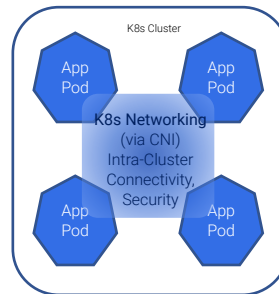 K8s Cluster
App
Pod
App
Pod
K8s Networking
(via CNI)
Intra-Cluster
Connectivity,
Security
App
Pod
App
Pod